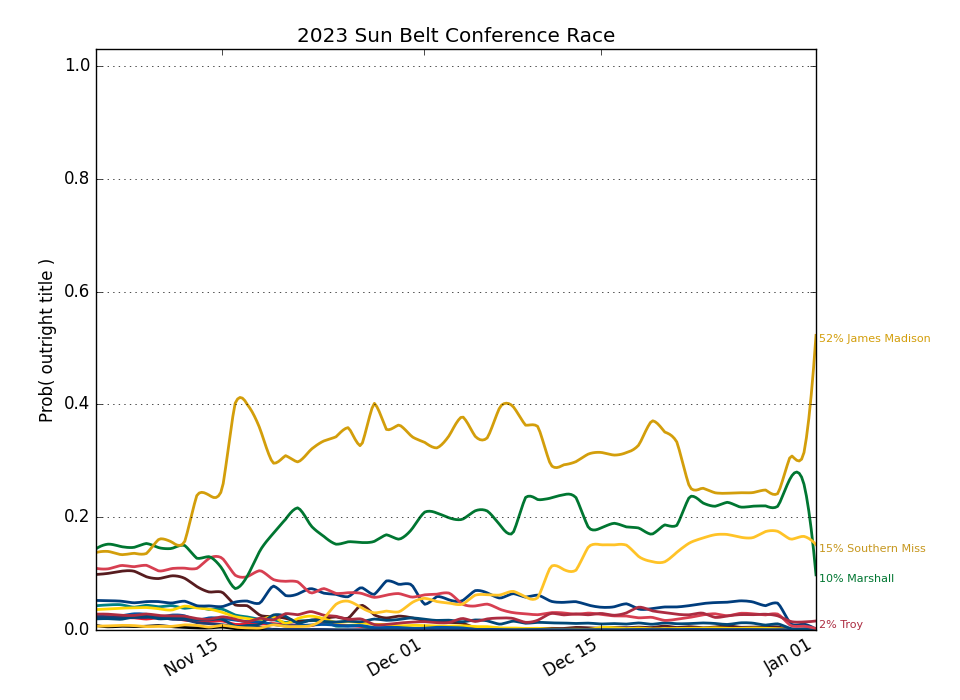 2023 Sun Belt Conference Race
Prob( outright title )
1.0
0.8
0.6
0.4
0.2
0.0
Nov 15
Dec 01
Dec 15
Jan 01
52% James Madison
15% Southern Miss
10% Marshall
2% Troy